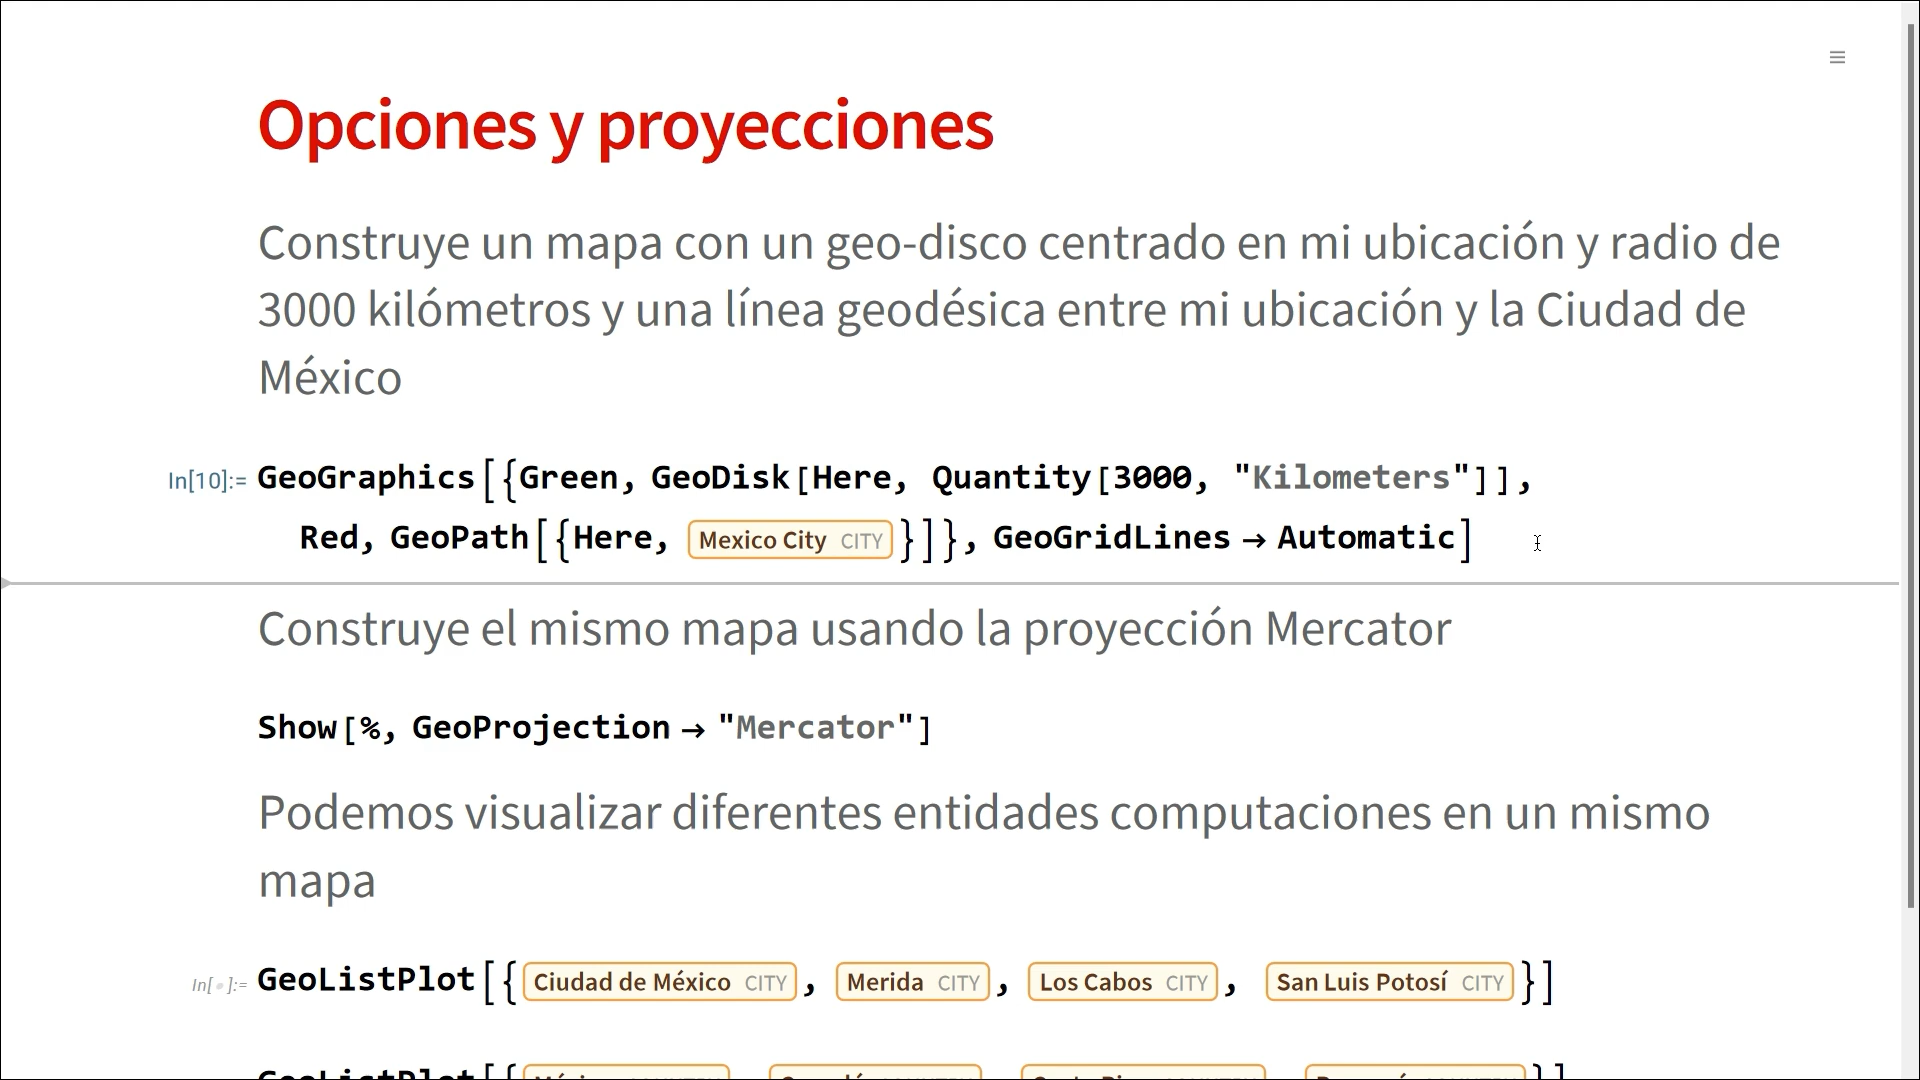 Opciones y proyecciones
Construye un mapa con un geo-disco centrado en mi ubicación y radio de
3000 kilómetros y una línea geodésica entre mi ubicación y la Ciudad de
México
In[10]:= GeoGraphics[{Green, GeoDisk[Here, Quantity[3000, "Kilometers"]],
Red, GeoPath[{Here, Mexico City CITY}]}, GeoGridLines → Automatic]
Construye el mismo mapa usando la proyección Mercator
Show[%, GeoProjection → "Mercator"]
Podemos visualizar diferentes entidades computaciones en un mismo
mapa
In[•]:= GeoListPlot[{Ciudad de México CITY, Merida CITY, Los Cabos CITY, San Luis Potosí CITY}]
GeoListPlot[{